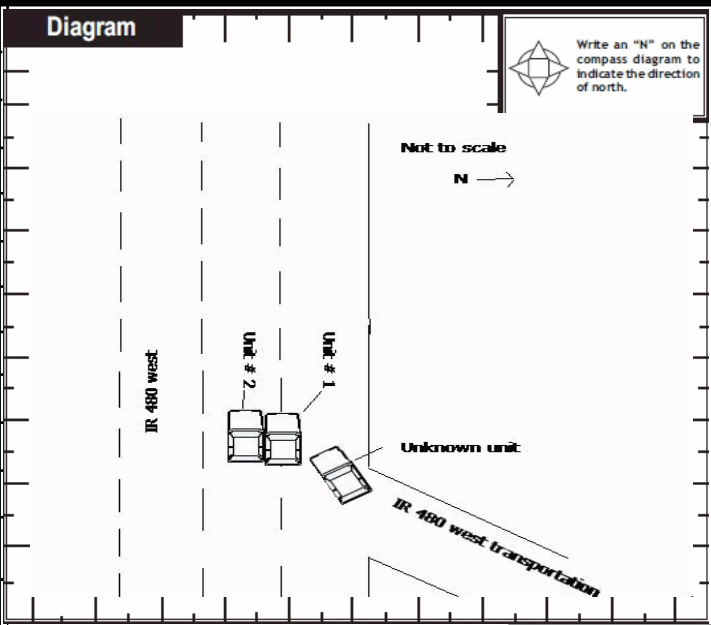 Diagram
Write an “N” on the
compass diagram to
indicate the direction
of north.
Not to scale
N
Unit # 2
Unit # 1
IR 480 west
Unknown unit
IR 480 west transportation